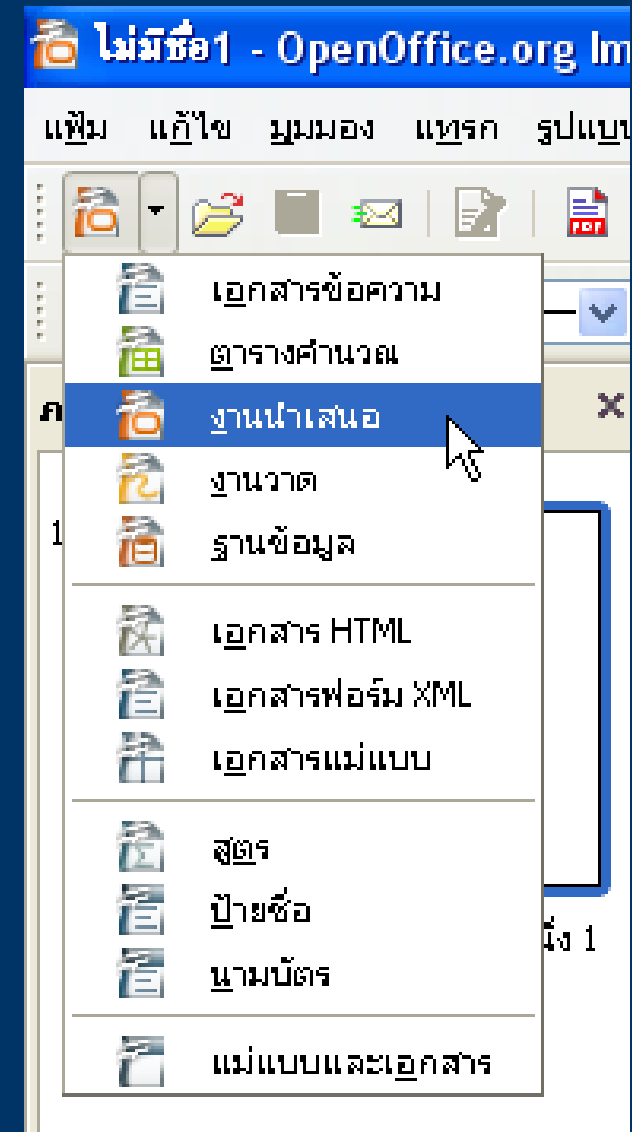 ไม่มีชื่อ1 - OpenOffice.org Im
แฟ้ม แก้ไข มุมมอง แทรก รูปแบบ
PDF
เอกสารข้อความ
ตารางคำนวณ
งานนำเสนอ
งานวาด
ฐานข้อมูล
เอกสาร HTML
เอกสารฟอร์ม XML
เอกสารแม่แบบ
สูตร
ป้ายชื่อ
นามบัตร
แม่แบบและเอกสาร
ภ
1
นึ่ง 1